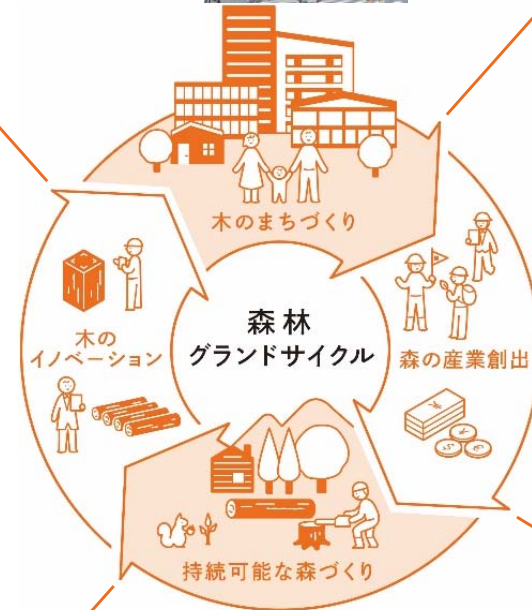 木のまちづくり
木の
イノベーション
森林
グランドサイクル
森の産業創出
持続可能な森づくり